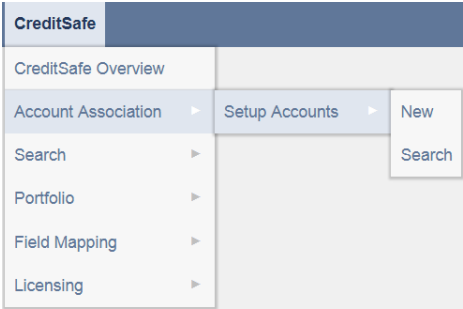 CreditSafe
CreditSafe Overview
Account Association
Setup Accounts
New
Search
Search
Portfolio
Field Mapping
Licensing